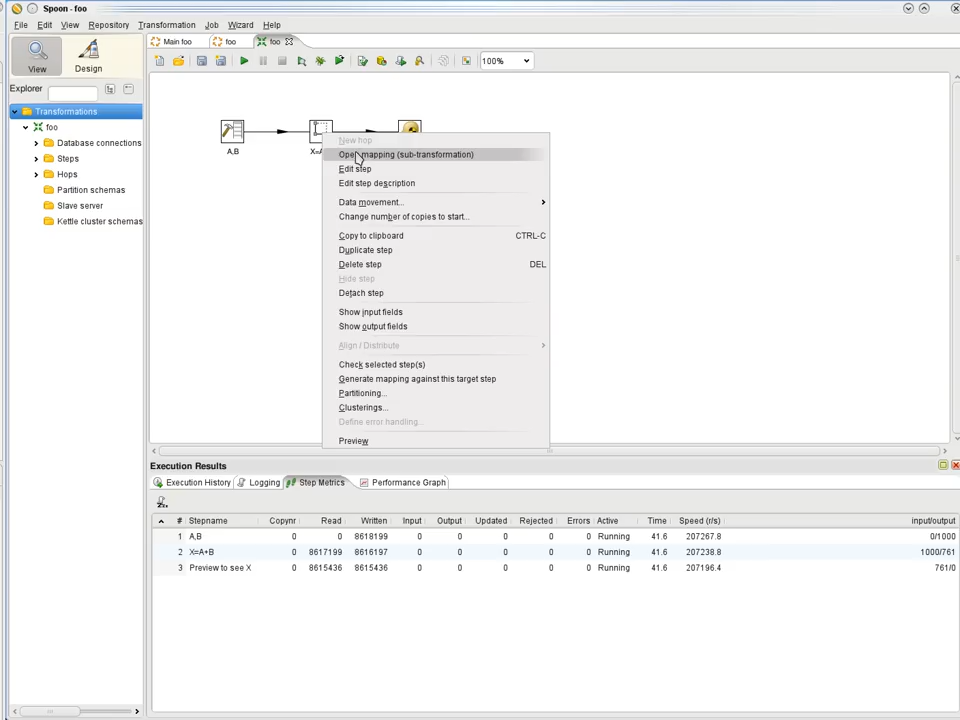 Spoon - foo
File Edit View Repository Transformation Job Wizard Help
View Design
Main foo foo foo
100%
Explorer
Transformations
foo
Database connections
Steps
Hops
Partition schemas
Slave server
Kettle cluster schemas
A,B
New hop
Open mapping (sub-transformation)
Edit step
Edit step description
Data movement...
Change number of copies to start...
Copy to clipboard CTRL-C
Duplicate step
Delete step DEL
Hide step
Detach step
Show input fields
Show output fields
Align / Distribute
Check selected step(s)
Generate mapping against this target step
Partitioning...
Clusterings...
Define error handling...
Preview
Execution Results
Execution History Logging Step Metrics Performance Graph
# Stepname Copynr Read Written Input Output Updated Rejected Errors Active Time Speed (r/s) input/output
1 A,B 0 0 8618199 0 0 0 0 0 Running 41.6 207267.8 0/1000
2 X=A+B 0 8617199 8616197 0 0 0 0 0 Running 41.6 207238.8 1000/761
3 Preview to see X 0 8615436 8615436 0 0 0 0 0 Running 41.6 207196.4 761/0